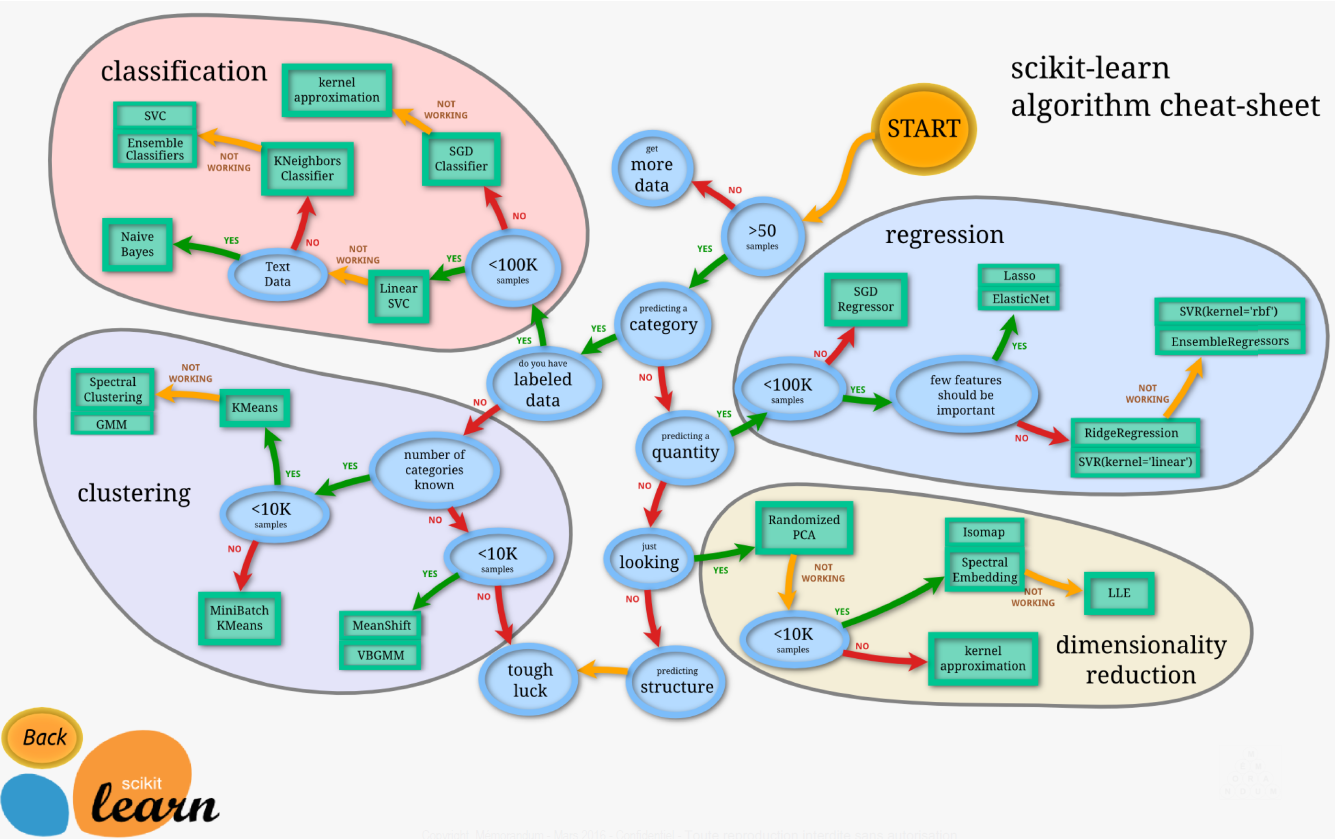 scikit-learn
algorithm cheat-sheet
START
get
more
data
NO
>50
samples
YES
predicting a
category
YES
NO
do you have
labeled
data
YES
NO
predicting a
quantity
YES
NO
just
looking
YES
NO
predicting
structure
tough
luck
classification
kernel
approximation
NOT
WORKING
SVC
Ensemble
Classifiers
NOT
WORKING
KNeighbors
Classifier
SGD
Classifier
NO
<100K
samples
YES
Linear
SVC
NOT
WORKING
Text
Data
NO
YES
Naive
Bayes
regression
SGD
Regressor
NO
<100K
samples
YES
few features
should be
important
YES
Lasso
ElasticNet
NO
RidgeRegression
SVR(kernel='linear')
NOT
WORKING
SVR(kernel='rbf')
EnsembleRegressors
clustering
number of
categories
known
YES
NO
<10K
samples
YES
KMeans
NOT
WORKING
Spectral
Clustering
GMM
NO
MiniBatch
KMeans
<10K
samples
YES
MeanShift
VBGMM
NO
dimensionality
reduction
Randomized
PCA
NOT
WORKING
<10K
samples
YES
Isomap
Spectral
Embedding
NOT
WORKING
LLE
NO
kernel
approximation
Back
scikit
learn